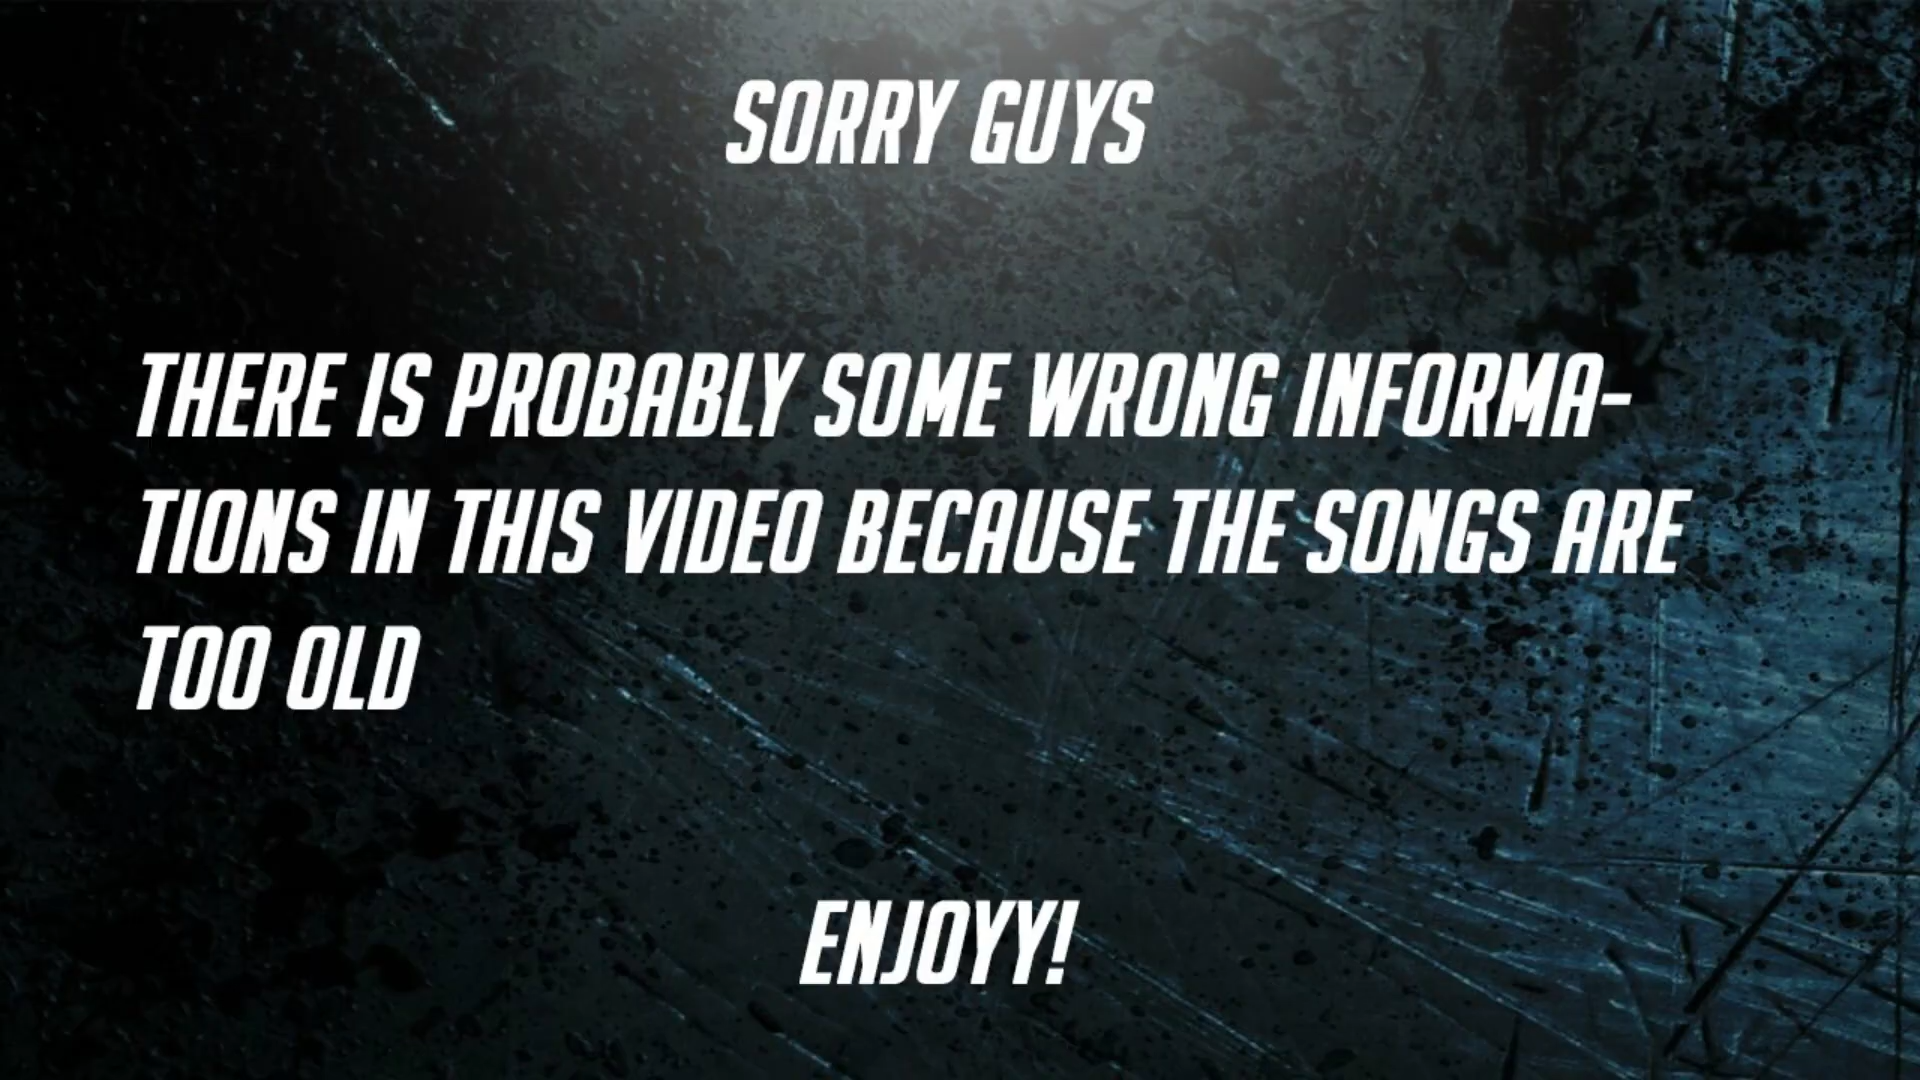 SORRY GUYS
THERE IS PROBABLY SOME WRONG INFORMA-
TIONS IN THIS VIDEO BECAUSE THE SONGS ARE
TOO OLD
ENJOYY!